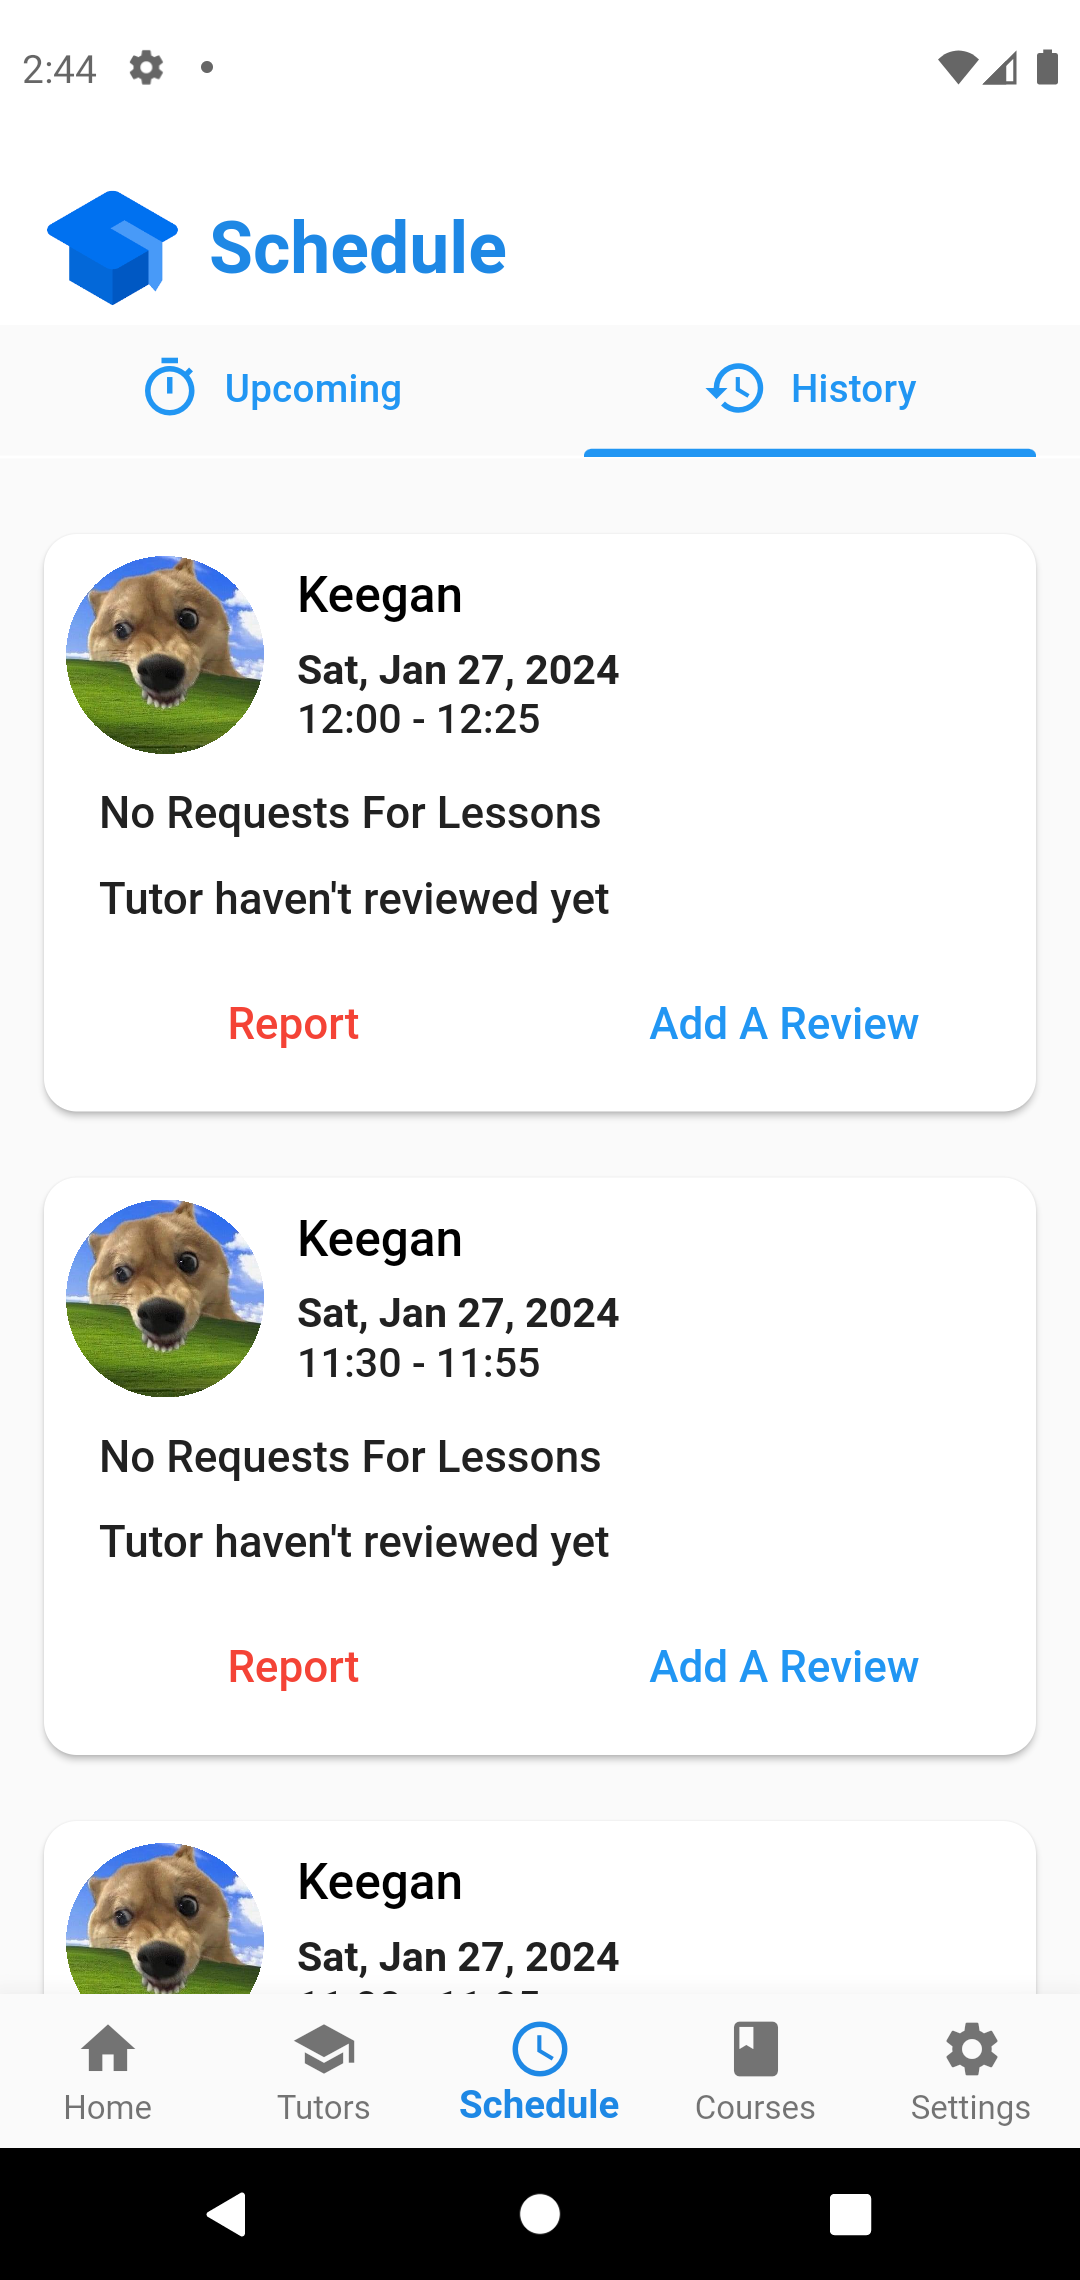 2:44
Schedule
Upcoming
History
Keegan
Sat, Jan 27, 2024
12:00 - 12:25
No Requests For Lessons
Tutor haven't reviewed yet
Report
Add A Review
Keegan
Sat, Jan 27, 2024
11:30 - 11:55
No Requests For Lessons
Tutor haven't reviewed yet
Report
Add A Review
Keegan
Sat, Jan 27, 2024
Home
Tutors
Schedule
Courses
Settings